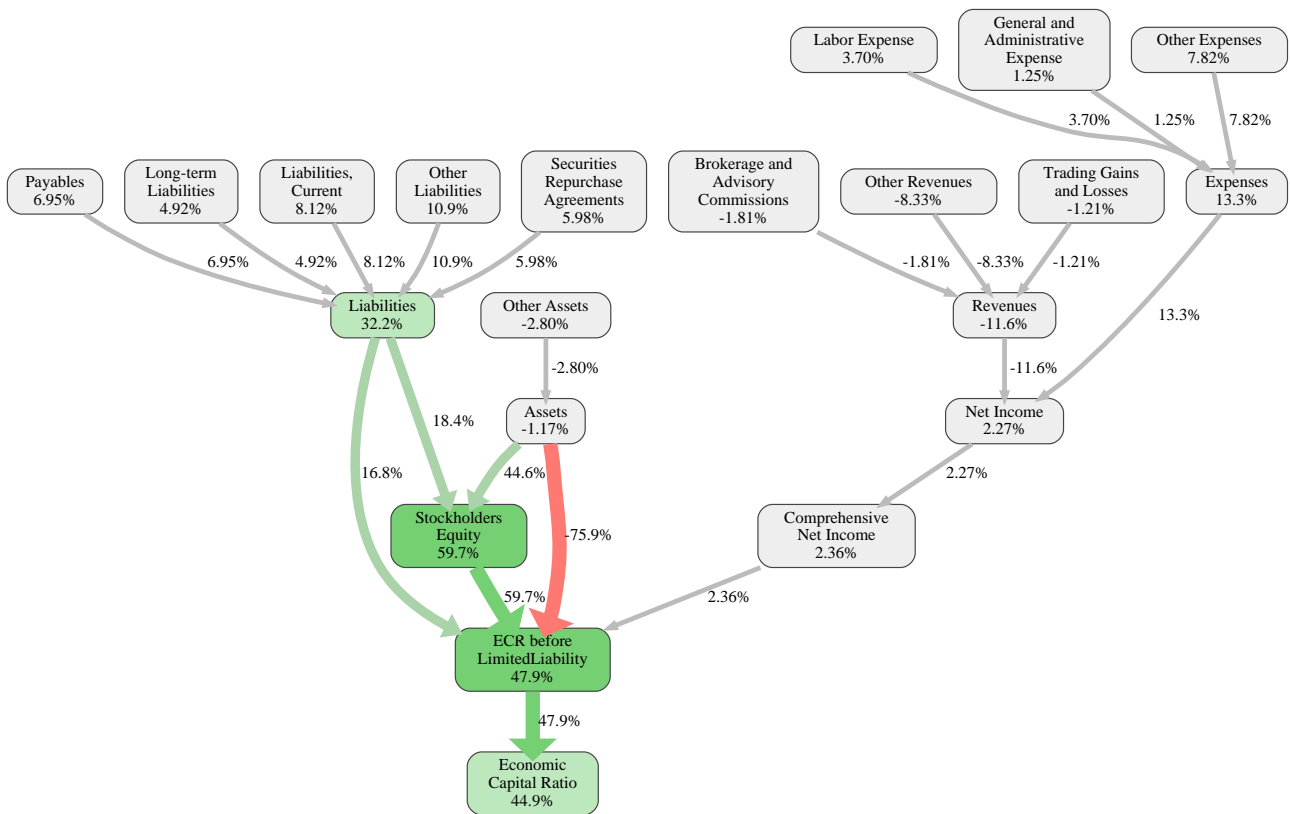 General and
Administrative
Expense
1.25%
Labor Expense
3.70%
Other Expenses
7.82%
3.70%
1.25%
7.82%
Payables
6.95%
Long-term
Liabilities
4.92%
Liabilities,
Current
8.12%
Other
Liabilities
10.9%
Securities
Repurchase
Agreements
5.98%
Brokerage and
Advisory
Commissions
-1.81%
Other Revenues
-8.33%
Trading Gains
and Losses
-1.21%
Expenses
13.3%
6.95%
4.92%
8.12%
10.9%
5.98%
-1.81%
-8.33%
-1.21%
13.3%
Liabilities
32.2%
Other Assets
-2.80%
Revenues
-11.6%
-2.80%
-11.6%
Assets
-1.17%
Net Income
2.27%
18.4%
16.8%
44.6%
-75.9%
2.27%
Stockholders
Equity
59.7%
Comprehensive
Net Income
2.36%
59.7%
2.36%
ECR before
LimitedLiability
47.9%
47.9%
Economic
Capital Ratio
44.9%